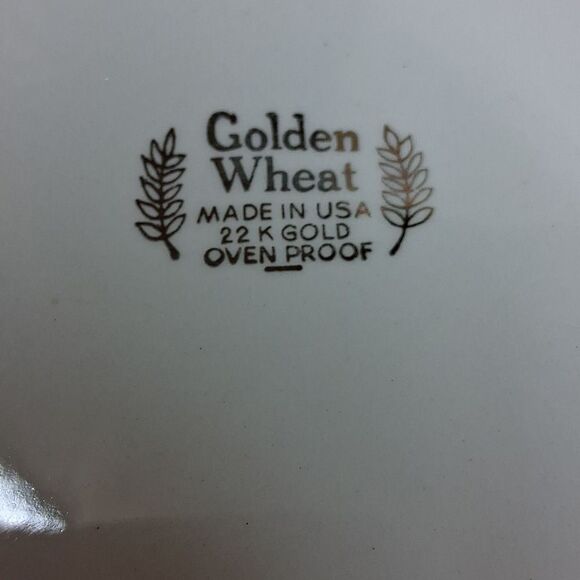 Golden
Wheat
MADE IN USA
22 K GOLD
OVEN PROOF